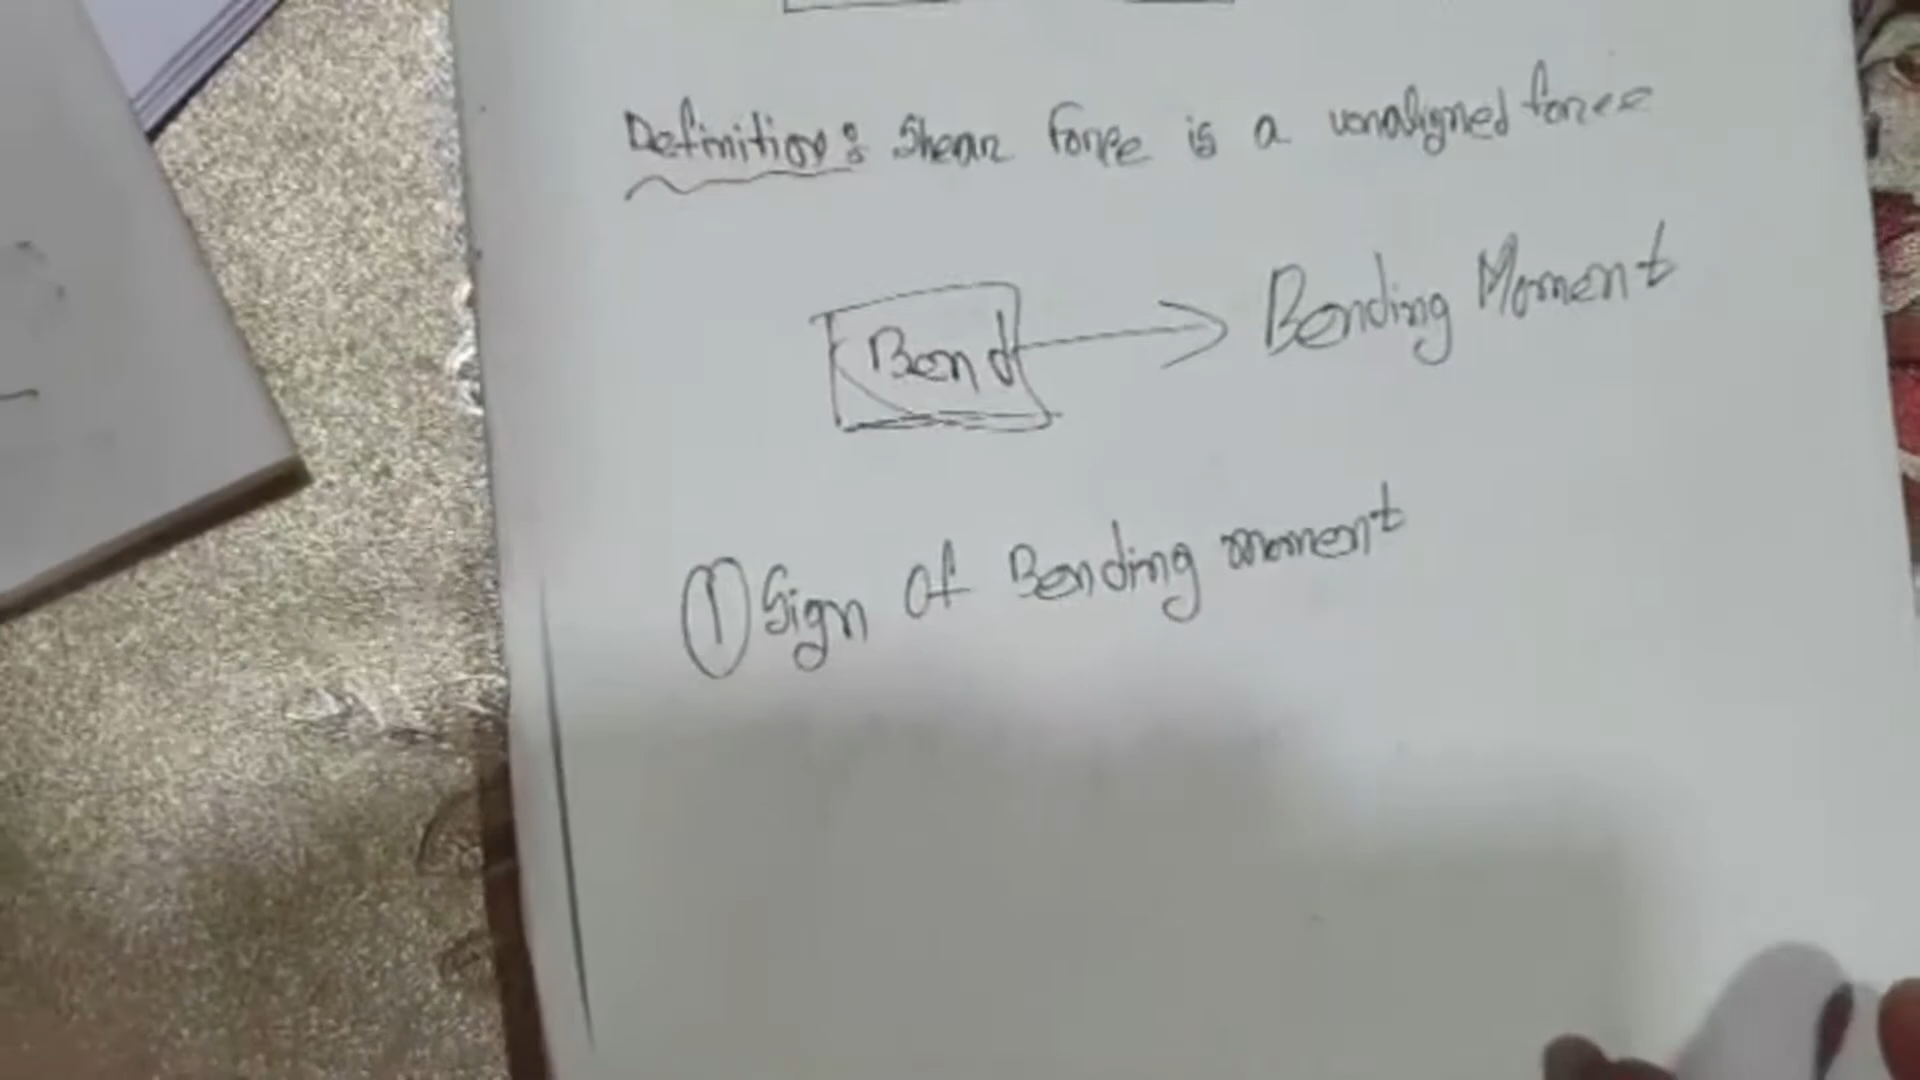 Definition: Shear Force is a unaligned force
Bend → Bending Moment
① Sign of Bending moment